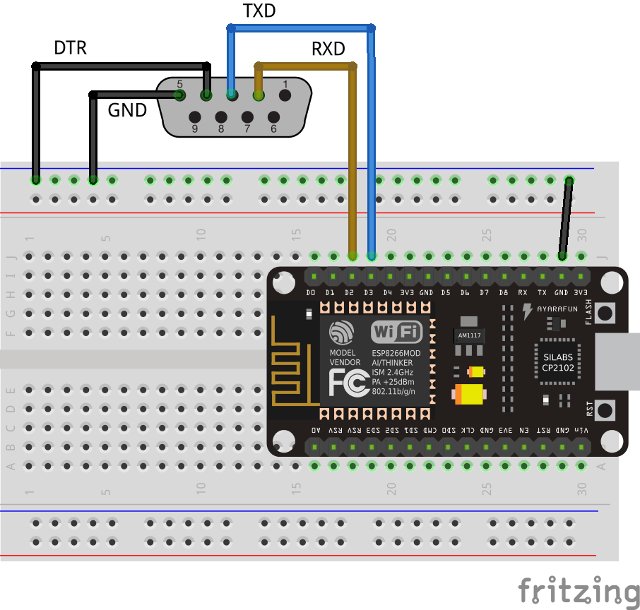 TXD
DTR
RXD
GND
5
1
9
8
7
6
1
10
15
20
25
30
J
I
H
G
F
D0 D1 D2 D3 D4 3V3 GND D5 D6 D7 D8 RX TX GND 3V3
FLASH
AYARAFUN
WiFi
MODEL
VENDOR
ESP8266MOD
AI/THINKER
ISM 2.4GHz
PA +25dBm
802.11b/g/n
FC
AM1117
SILABS
CP2102
RST
A0 RSV RSV SD3 SD2 SD1 CMD SD0 CLK GND 3V3 EN RST GND Vin
E
D
C
B
A
A
1
5
10
15
20
25
30
fritzing